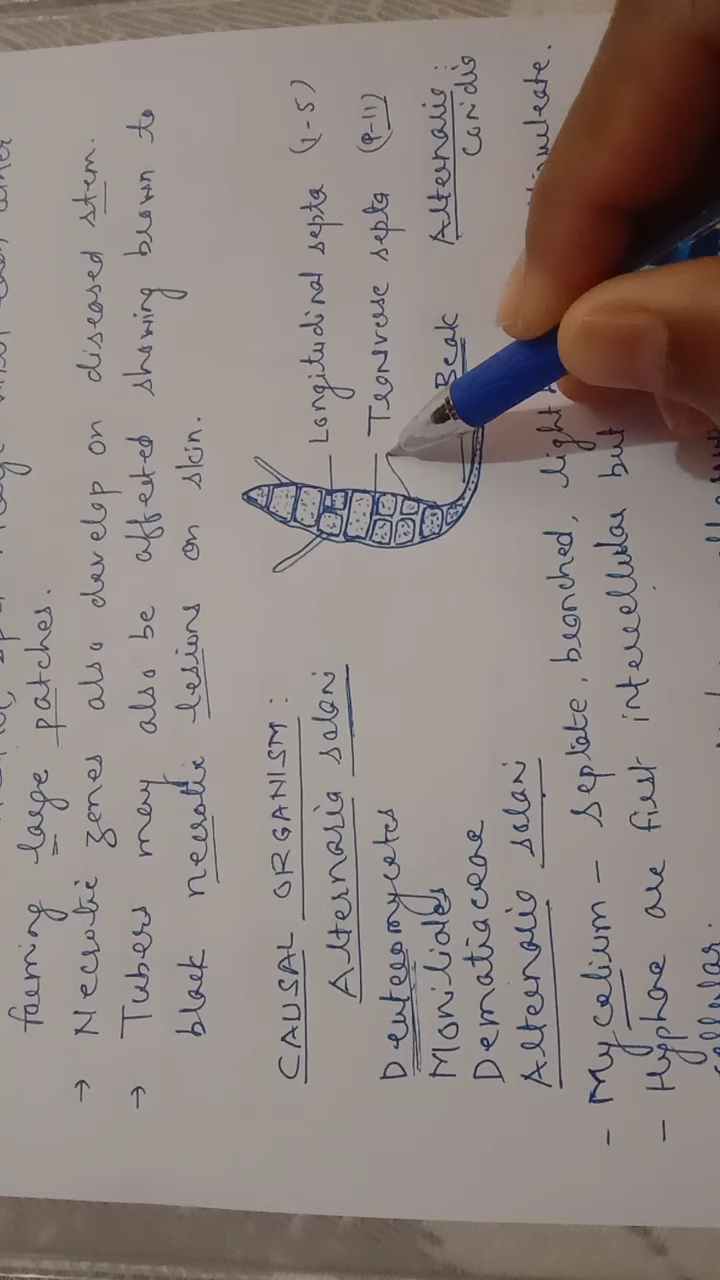 forming large patches.
→ Necrotic zones also develop on diseased stem.
→ Tubers may also be affected showing brown to
black necrotic lesions on skin.
CAUSAL ORGANISM:
Alternaria solani
Deuteromycetes
Moniliales
Dematiaceae
Alternaria solani
Longitudinal septa (1-5)
Transverse septa (9-11)
Beak
Alternaria:
Conidia
- Mycelium - septate, branched, light
- Hyphae are first intercellular but